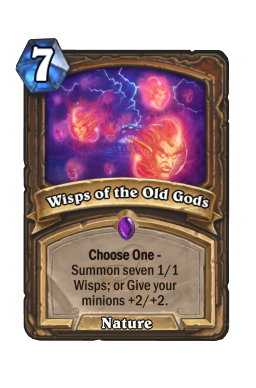 7
Wisps of the Old Gods
Choose One -
Summon seven 1/1
Wisps; or Give your
minions +2/+2.
Nature